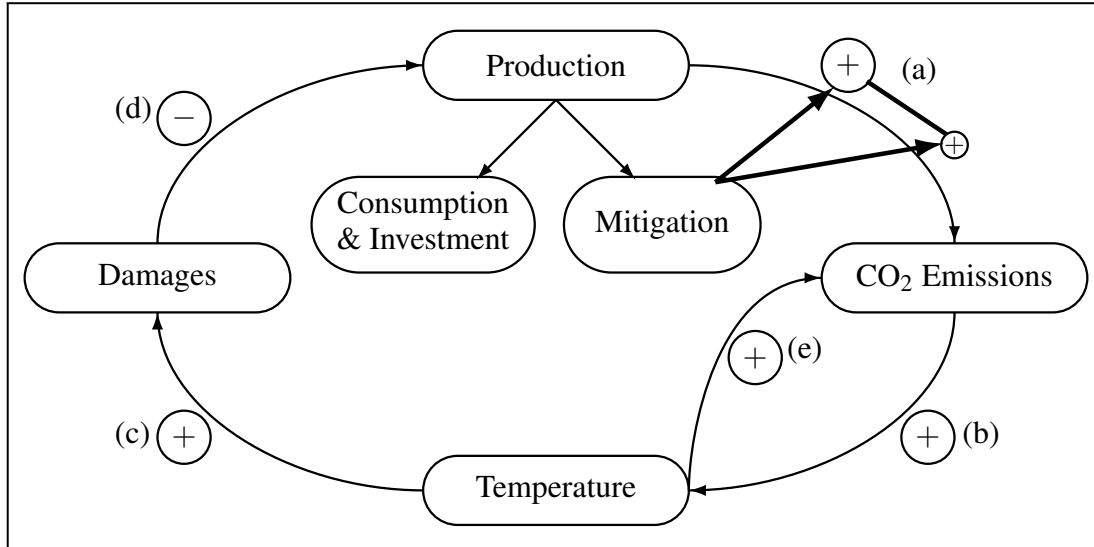 Production
+
(a)
(d)
−
+
Consumption
& Investment
Mitigation
Damages
CO₂ Emissions
+
(e)
(c)
+
+
(b)
Temperature